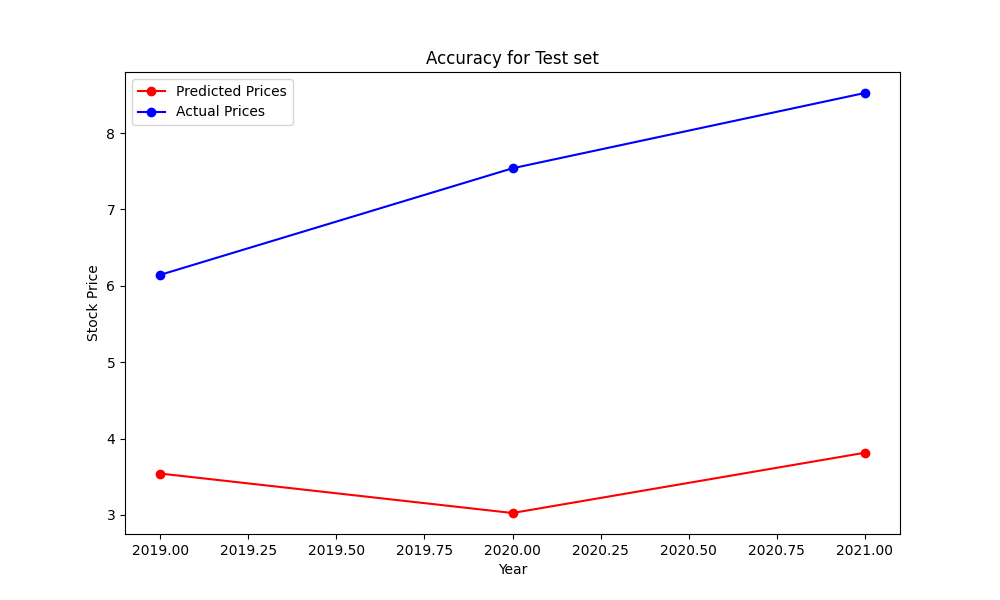 Accuracy for Test set
Predicted Prices
Actual Prices
8
7
6
5
4
3
Stock Price
2019.00 2019.25 2019.50 2019.75 2020.00 2020.25 2020.50 2020.75 2021.00
Year